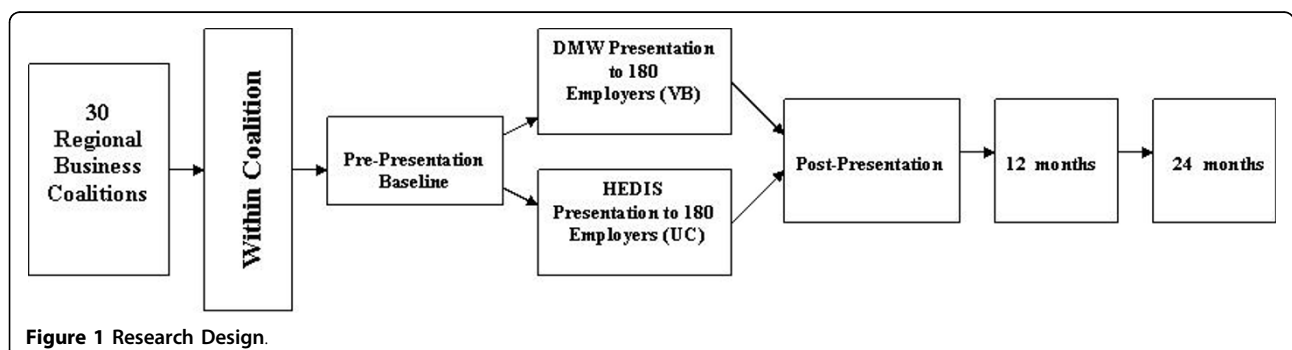 30
Regional
Business
Coalitions
Within Coalition
Pre-Presentation
Baseline
DMW Presentation
to 180
Employers (VB)
HEDIS
Presentation to 180
Employers (UC)
Post-Presentation
12 months
24 months
Figure 1 Research Design.